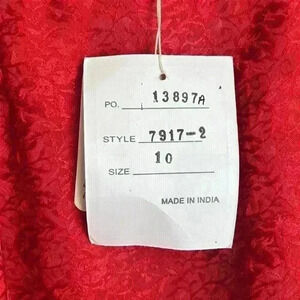 PO. 13897A
STYLE 7917-2
SIZE 10
MADE IN INDIA